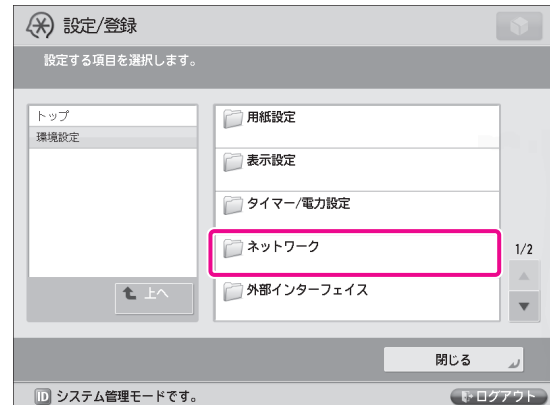 設定/登録
設定する項目を選択します。
トップ
環境設定
上へ
用紙設定
表示設定
タイマー/電力設定
ネットワーク
外部インターフェイス
1/2
閉じる
ID システム管理モードです。
ログアウト